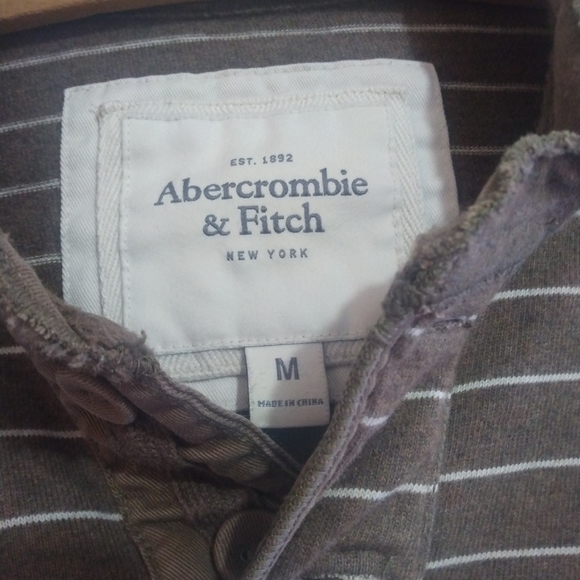 EST. 1892
Abercrombie
& Fitch
NEW YORK
M
MADE IN CHINA